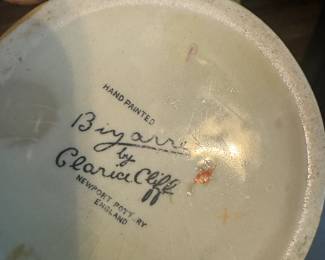 HAND PAINTED
Bizarre
by
Clarice Cliff
NEWPORT POTTERY
ENGLAND